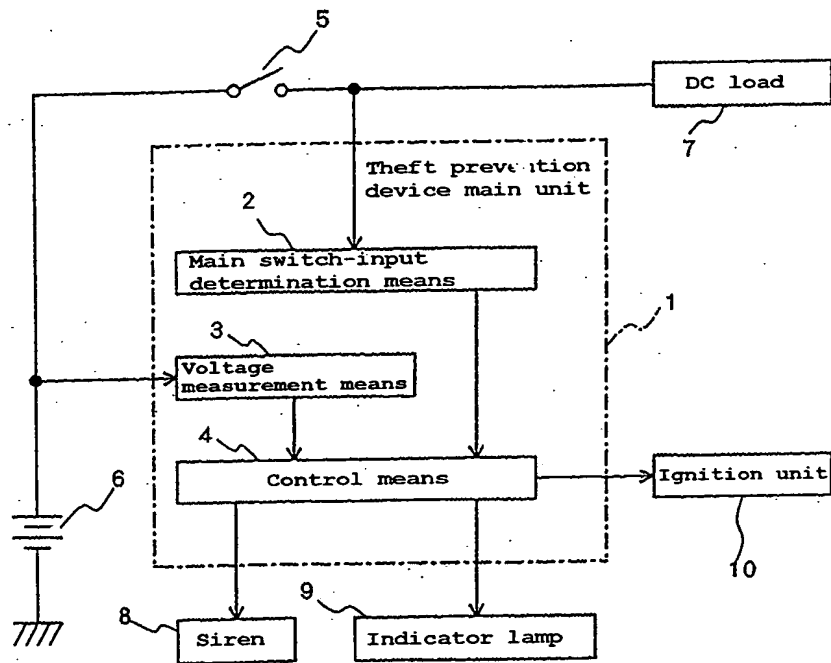 5
DC load
7
Theft prevention
device main unit
2
Main switch-input
determination means
1
3
Voltage
measurement means
4
Control means
Ignition unit
6
10
8
Siren
9
Indicator lamp